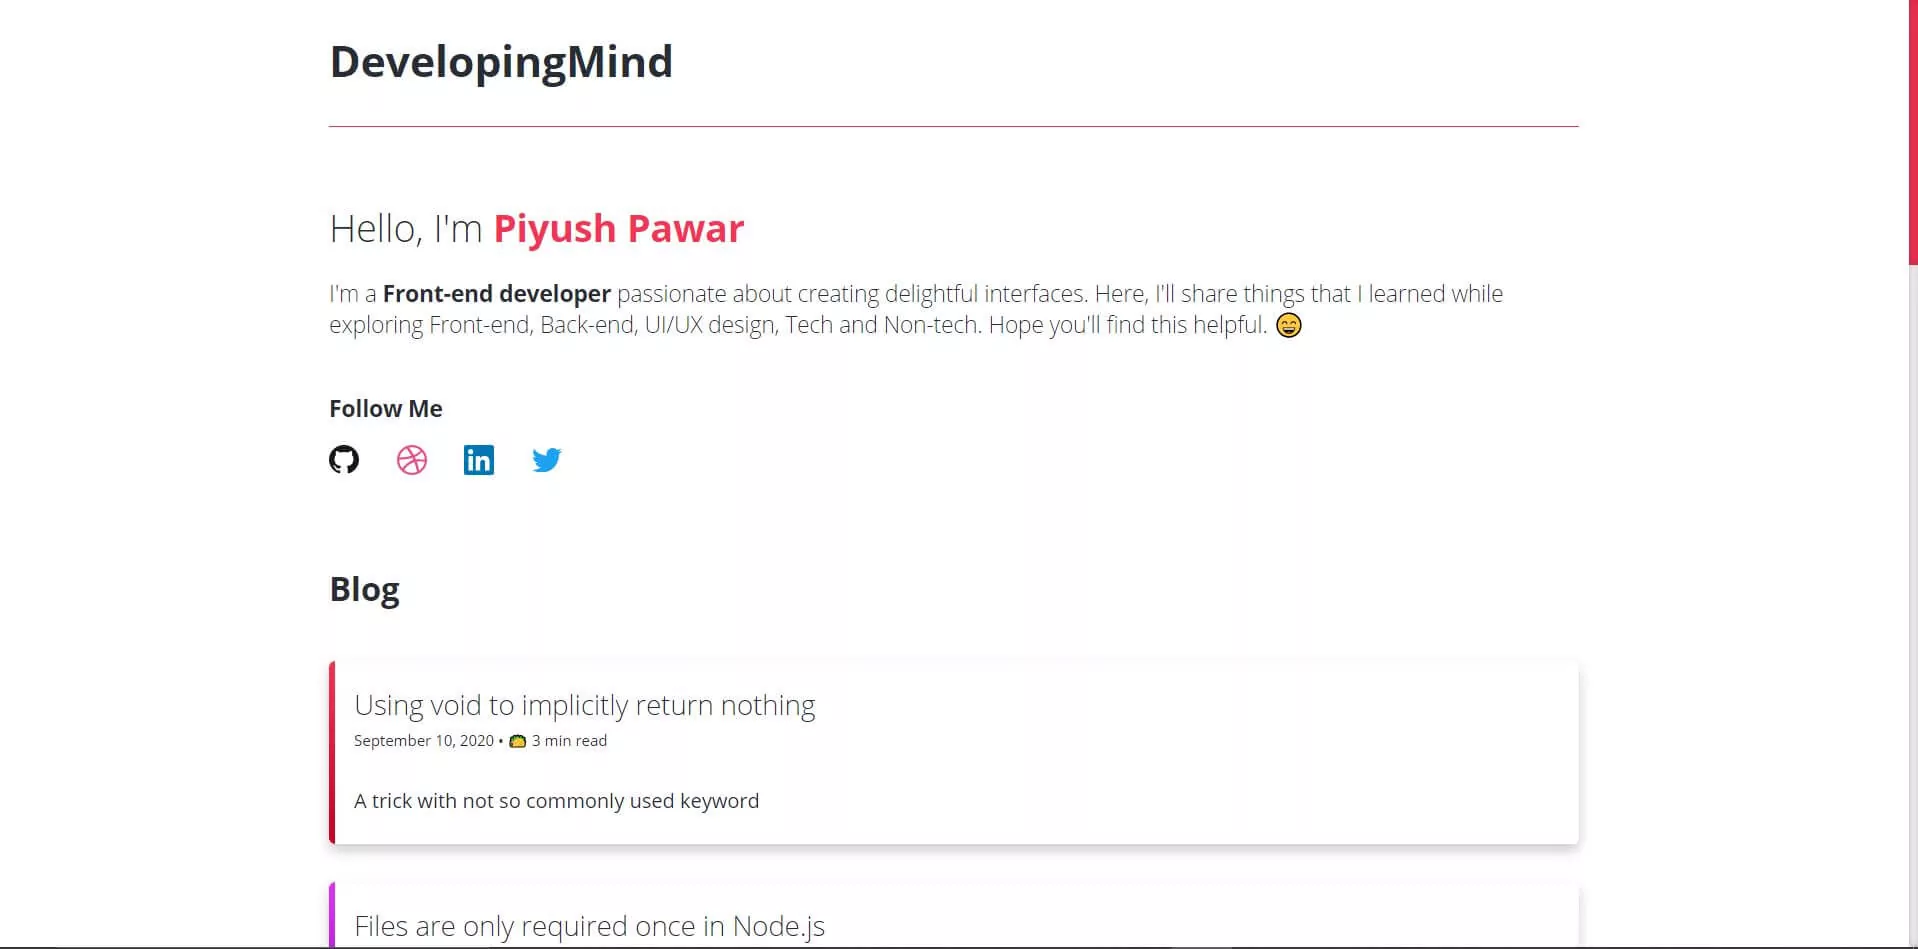 DevelopingMind
Hello, I'm Piyush Pawar
I'm a Front-end developer passionate about creating delightful interfaces. Here, I'll share things that I learned while
exploring Front-end, Back-end, UI/UX design, Tech and Non-tech. Hope you'll find this helpful. 😄
Follow Me
in
Blog
Using void to implicitly return nothing
September 10, 2020 • 🌮 3 min read
A trick with not so commonly used keyword
Files are only required once in Node.js